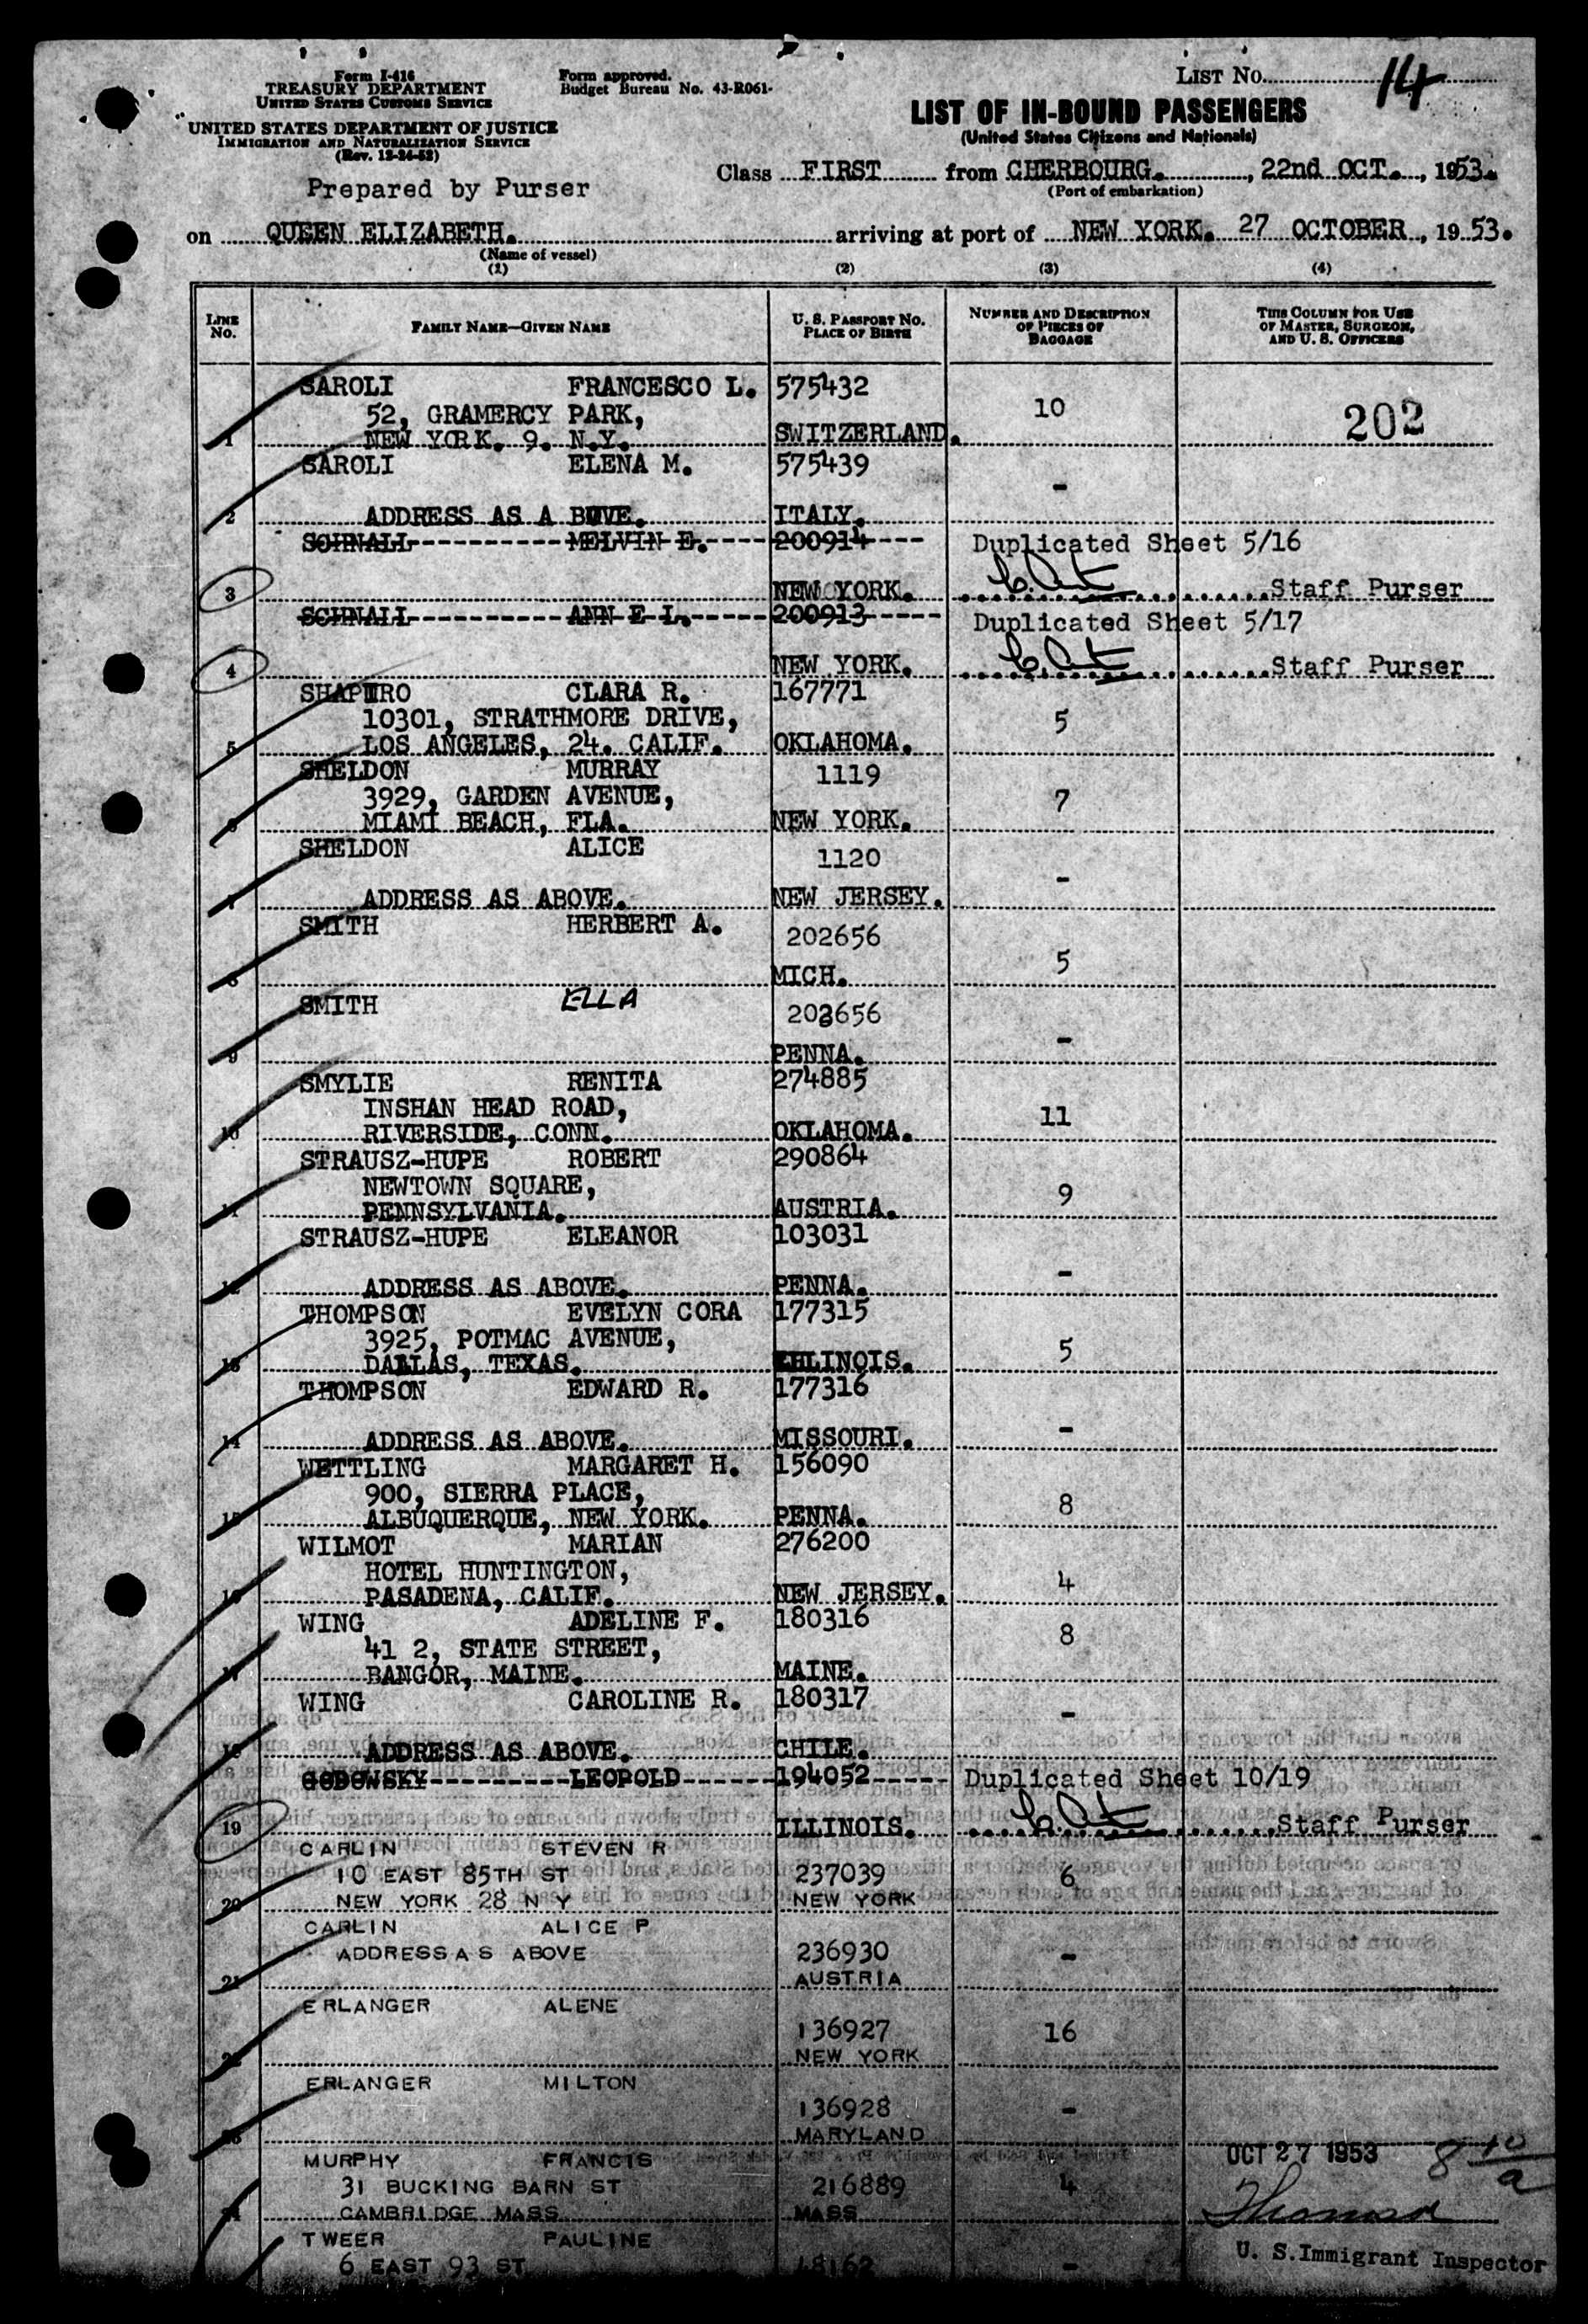 Form I-416
TREASURY DEPARTMENT
UNITED STATES CUSTOMS SERVICE
UNITED STATES DEPARTMENT OF JUSTICE
IMMIGRATION AND NATURALIZATION SERVICE
(Rev. 12-24-52)
Prepared by Purser
Form approved.
Budget Bureau No. 43-R061-
LIST No. 14
LIST OF IN-BOUND PASSENGERS
(United States Citizens and Nationals)
Class FIRST from CHERBOURG., 22nd OCT., 1953.
(Port of embarkation)
on QUEEN ELIZABETH. arriving at port of NEW YORK. 27 OCTOBER, 1953.
(Name of vessel)
(1) (2) (3) (4)
LINE No. FAMILY NAME—GIVEN NAME U. S. PASSPORT No. PLACE OF BIRTH NUMBER AND DESCRIPTION OF PIECES OF BAGGAGE THIS COLUMN FOR USE OF MASTER, SURGEON, AND U. S. OFFICERS
SAROLI FRANCESCO L. 575432
52, GRAMERCY PARK, 10 202
1 NEW YORK. 9. N.Y. SWITZERLAND.
SAROLI ELENA M. 575439
-
2 ADDRESS AS A BOVE. ITALY.
SCHNALL MELVIN E. 200914 Duplicated Sheet 5/16
3 NEW YORK. Staff Purser
SCHNALL ANN E L. 200913 Duplicated Sheet 5/17
4 NEW YORK. Staff Purser
SHAPIRO CLARA R. 167771
10301, STRATHMORE DRIVE, 5
5 LOS ANGELES, 24. CALIF. OKLAHOMA.
SHELDON MURRAY 1119
3929, GARDEN AVENUE, 7
6 MIAMI BEACH, FLA. NEW YORK.
SHELDON ALICE 1120
-
7 ADDRESS AS ABOVE. NEW JERSEY.
SMITH HERBERT A. 202656
5
8 MICH.
SMITH ELLA 203656
-
9 PENNA.
SMYLIE RENITA 274885
INSHAN HEAD ROAD, 11
10 RIVERSIDE, CONN. OKLAHOMA.
STRAUSZ-HUPE ROBERT 290864
NEWTOWN SQUARE, 9
11 PENNSYLVANIA. AUSTRIA.
STRAUSZ-HUPE ELEANOR 103031
-
12 ADDRESS AS ABOVE. PENNA.
THOMPSON EVELYN CORA 177315
3925, POTMAC AVENUE, 5
13 DALLAS, TEXAS. ILLINOIS.
THOMPSON EDWARD R. 177316
-
14 ADDRESS AS ABOVE. MISSOURI.
WETTLING MARGARET H. 156090
900, SIERRA PLACE, 8
15 ALBUQUERQUE, NEW YORK. PENNA.
WILMOT MARIAN 276200
HOTEL HUNTINGTON, 4
16 PASADENA, CALIF. NEW JERSEY.
WING ADELINE F. 180316
41 2, STATE STREET, 8
17 BANGOR, MAINE. MAINE.
WING CAROLINE R. 180317
-
18 ADDRESS AS ABOVE. CHILE.
GODOWSKY LEOPOLD 194052 Duplicated Sheet 10/19
19 ILLINOIS. Staff Purser
CARLIN STEVEN R
10 EAST 85TH ST 237039 6
20 NEW YORK 28 N Y NEW YORK
CARLIN ALICE P
ADDRESS A S ABOVE 236930 -
21 AUSTRIA
ERLANGER ALENE
136927 16
22 NEW YORK
ERLANGER MILTON
136928 -
23 MARYLAND
MURPHY FRANCIS OCT 27 1953 8 10/a
31 BUCKING BARN ST 216889 4
24 CAMBRIDGE MASS MASS
TWEER PAULINE
6 EAST 93 ST 18162 -
U. S. Immigrant Inspector